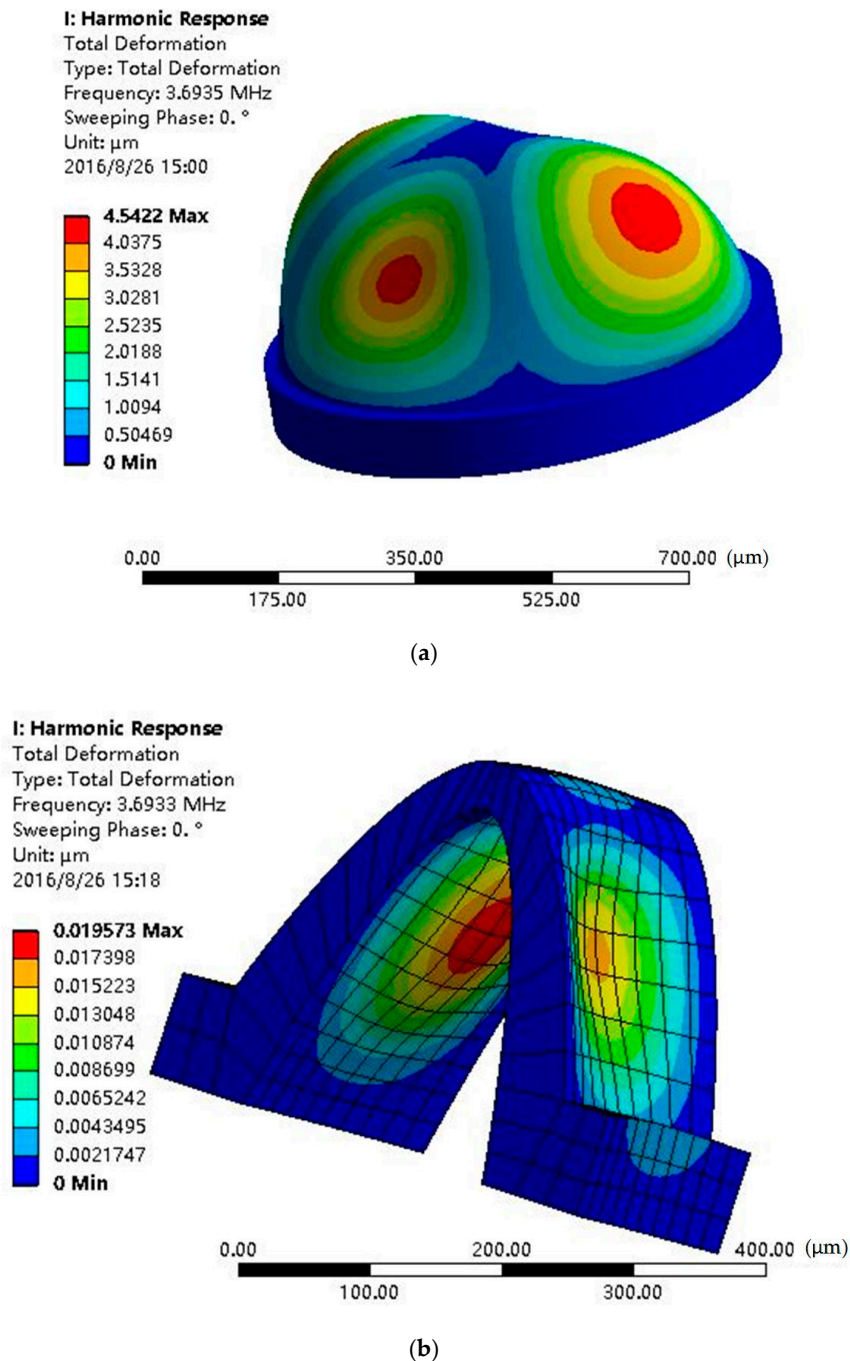 I: Harmonic Response
Total Deformation
Type: Total Deformation
Frequency: 3.6935 MHz
Sweeping Phase: 0. °
Unit: μm
2016/8/26 15:00
4.5422 Max
4.0375
3.5328
3.0281
2.5235
2.0188
1.5141
1.0094
0.50469
0 Min
0.00 350.00 700.00 (μm)
175.00 525.00
(a)
I: Harmonic Response
Total Deformation
Type: Total Deformation
Frequency: 3.6933 MHz
Sweeping Phase: 0. °
Unit: μm
2016/8/26 15:18
0.019573 Max
0.017398
0.015223
0.013048
0.010874
0.008699
0.0065242
0.0043495
0.0021747
0 Min
0.00 200.00 400.00 (μm)
100.00 300.00
(b)